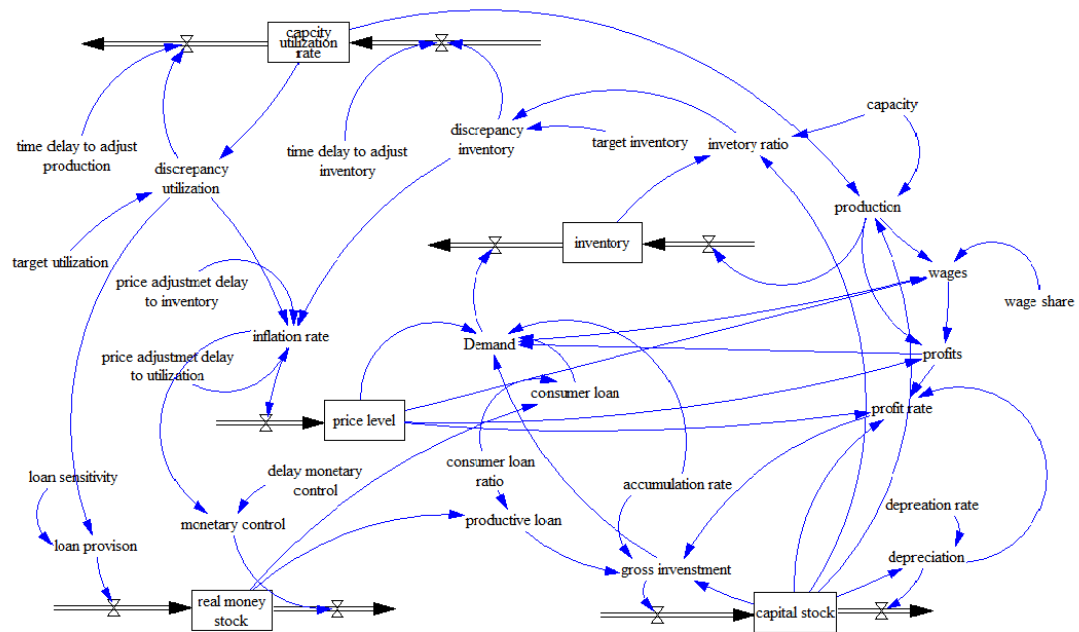 capcity
utilization
rate
time delay to adjust
production
discrepancy
utilization
time delay to adjust
inventory
discrepancy
inventory
target inventory
invetory ratio
capacity
production
target utilization
inventory
wages
wage share
price adjustmet delay
to inventory
inflation rate
Demand
profits
price adjustmet delay
to utilization
consumer loan
profit rate
price level
loan sensitivity
delay monetary
control
consumer loan
ratio
accumulation rate
depreation rate
monetary control
productive loan
loan provison
gross invenstment
depreciation
real money
stock
capital stock